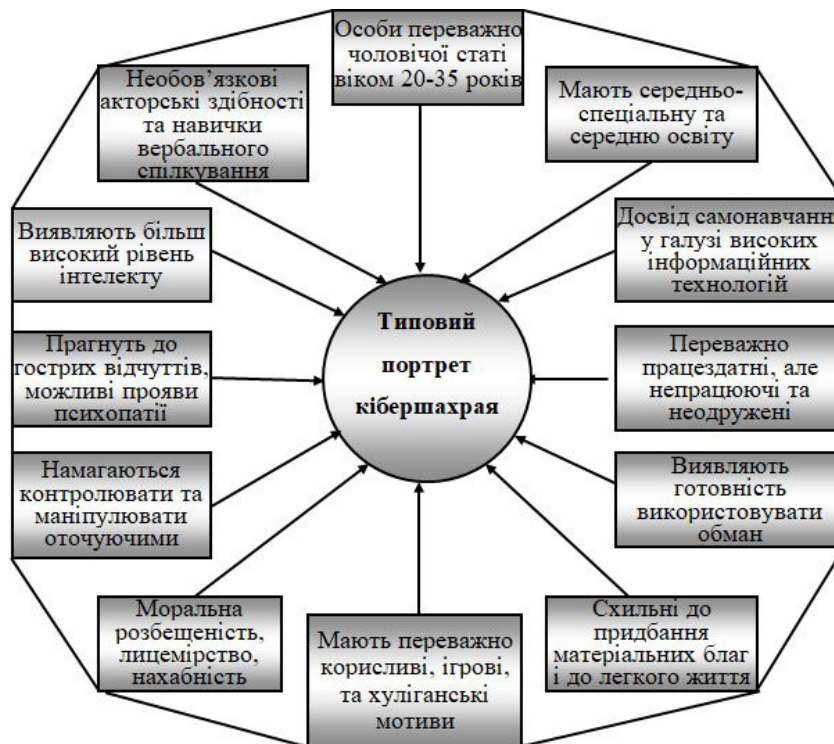 Особи переважно
чоловічої статі
віком 20-35 років
Необов’язкові
акторські здібності
та навички
вербального
спілкування
Мають середньо-
спеціальну та
середню освіту
Виявляють більш
високий рівень
інтелекту
Досвід самонавчання
у галузі високих
інформаційних
технологій
Типовий
портрет
кібершахрая
Прагнуть до
гострих відчуттів,
можливі прояви
психопатії
Переважно
працездатні, але
непрацюючі та
неодружені
Намагаються
контролювати та
маніпулювати
оточуючими
Виявляють
готовність
використовувати
обман
Моральна
розбещеність,
лицемірство,
нахабність
Мають переважно
корисливі, ігрові,
та хуліганські
мотиви
Схильні до
придбання
матеріальних благ
і до легкого життя